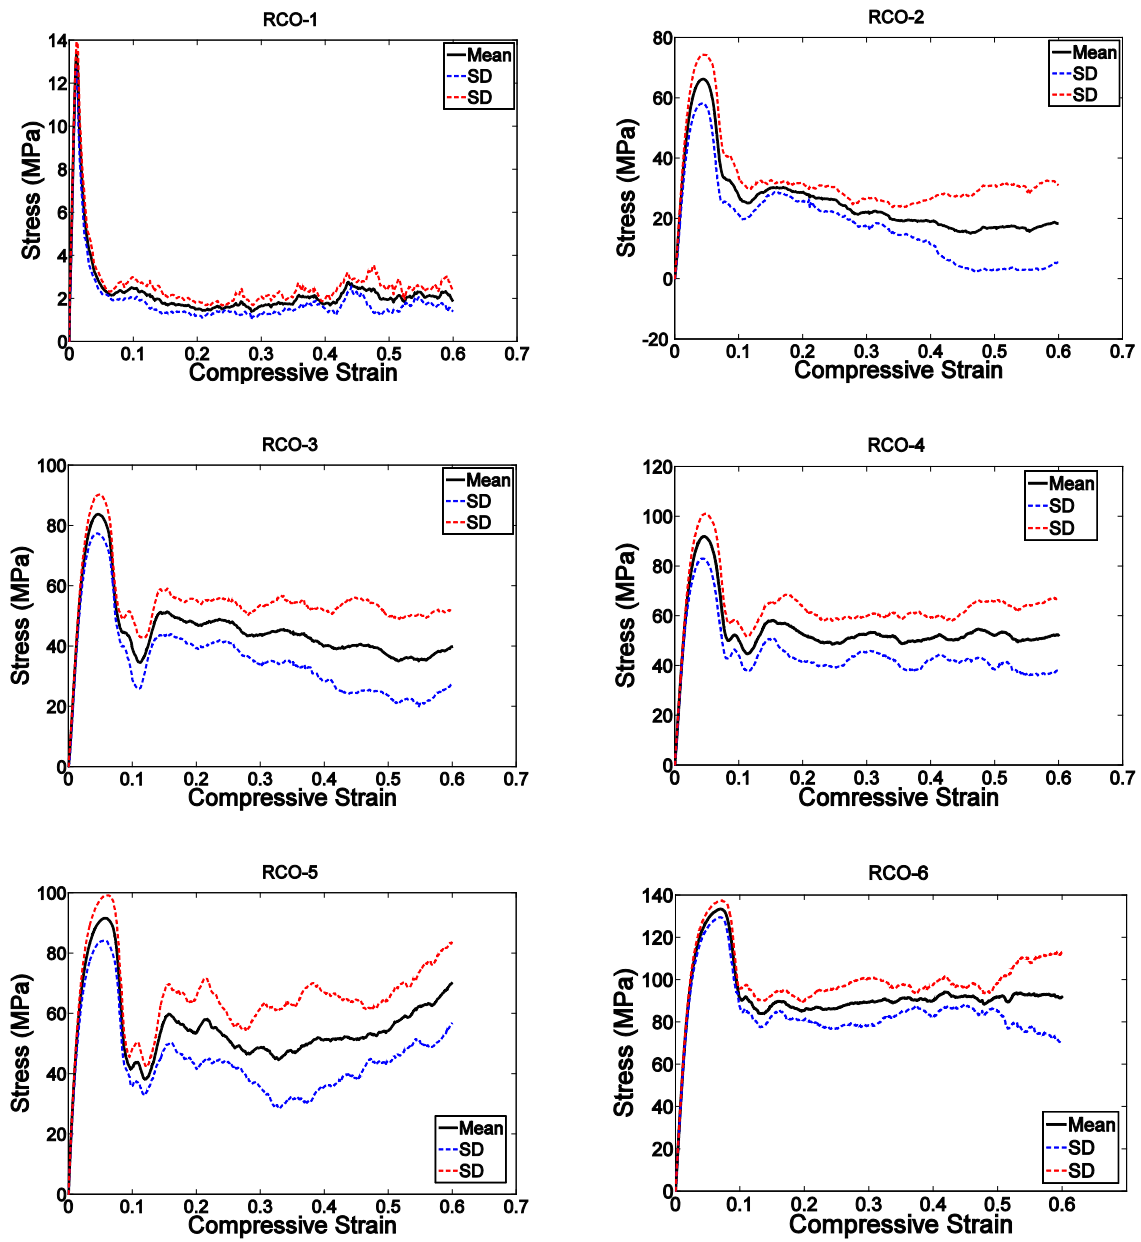 RCO-1
14
12
10
8
6
4
2
0
0
0.1
0.2
0.3
0.4
0.5
0.6
0.7
Stress (MPa)
Compressive Strain
Mean
SD
SD
RCO-2
80
60
40
20
0
-20
0
0.1
0.2
0.3
0.4
0.5
0.6
0.7
Stress (MPa)
Compressive Strain
Mean
SD
SD
RCO-3
100
80
60
40
20
0
0
0.1
0.2
0.3
0.4
0.5
0.6
0.7
Stress (MPa)
Compressive Strain
Mean
SD
SD
RCO-4
120
100
80
60
40
20
0
0
0.1
0.2
0.3
0.4
0.5
0.6
0.7
Stress (MPa)
Comressive Strain
Mean
SD
SD
RCO-5
100
80
60
40
20
0
0
0.1
0.2
0.3
0.4
0.5
0.6
0.7
Stress (MPa)
Compressive Strain
Mean
SD
SD
RCO-6
140
120
100
80
60
40
20
0
0
0.1
0.2
0.3
0.4
0.5
0.6
Stress (MPa)
Compressive Strain
Mean
SD
SD